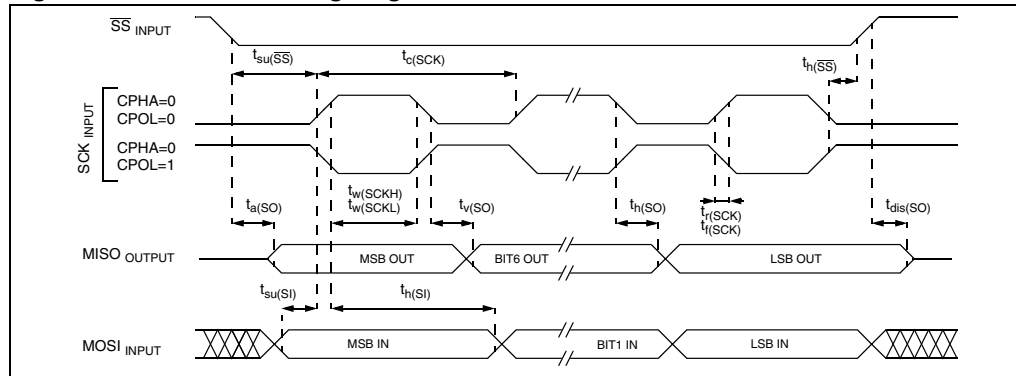 SS INPUT
tsu(SS)
tc(SCK)
th(SS)
SCK INPUT
CPHA=0
CPOL=0
CPHA=0
CPOL=1
ta(SO)
tw(SCKH)
tw(SCKL)
tv(SO)
th(SO)
tr(SCK)
tf(SCK)
tdis(SO)
MISO OUTPUT
MSB OUT
BIT6 OUT
LSB OUT
tsu(SI)
th(SI)
MOSI INPUT
MSB IN
BIT1 IN
LSB IN